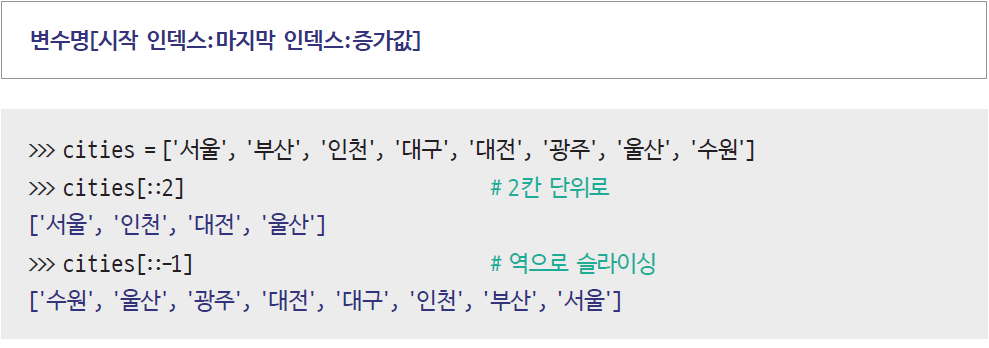 변수명[시작 인덱스:마지막 인덱스:증가값]
>>> cities = ['서울', '부산', '인천', '대구', '대전', '광주', '울산', '수원']
>>> cities[::2] # 2칸 단위로
['서울', '인천', '대전', '울산']
>>> cities[::-1] # 역으로 슬라이싱
['수원', '울산', '광주', '대전', '대구', '인천', '부산', '서울']